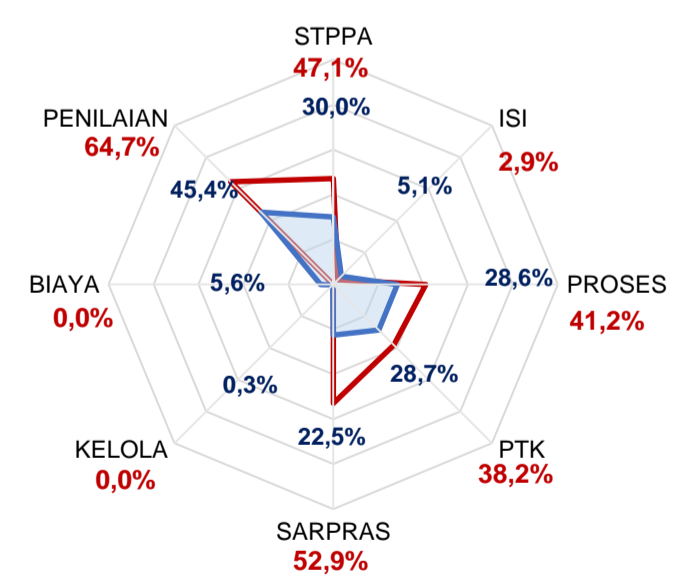 STPPA
47,1%
30,0%
PENILAIAN
64,7%
ISI
2,9%
45,4%
5,1%
BIAYA
0,0%
5,6%
28,6%
PROSES
41,2%
0,3%
28,7%
22,5%
KELOLA
0,0%
PTK
38,2%
SARPRAS
52,9%